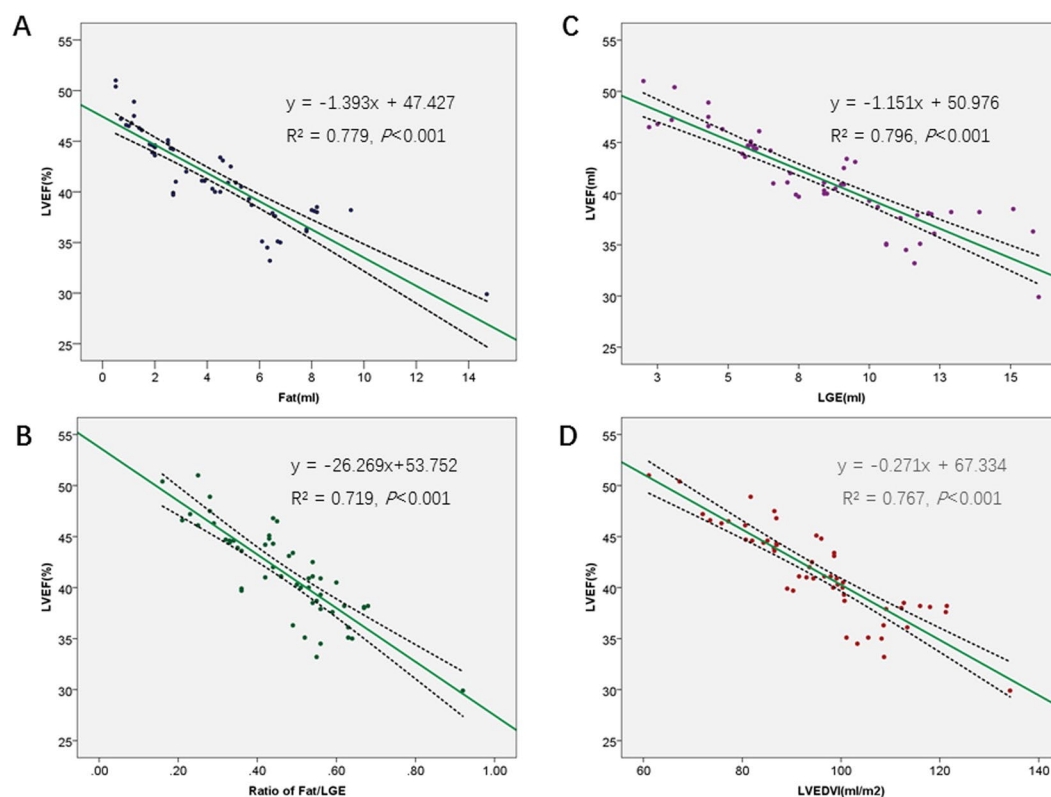 A
55
50
45
40
35
30
25
LVEF(%)
y = -1.393x + 47.427
R² = 0.779, P<0.001
0 2 4 6 8 10 12 14
Fat(ml)
C
55
50
45
40
35
30
25
LVEF(ml)
y = -1.151x + 50.976
R² = 0.796, P<0.001
3 5 8 10 13 15
LGE(ml)
B
55
50
45
40
35
30
25
LVEF(%)
y = -26.269x+53.752
R² = 0.719, P<0.001
.00 .20 .40 .60 .80 1.00
Ratio of Fat/LGE
D
55
50
45
40
35
30
25
LVEF(%)
y = -0.271x + 67.334
R² = 0.767, P<0.001
60 80 100 120 140
LVEDVI(ml/m2)